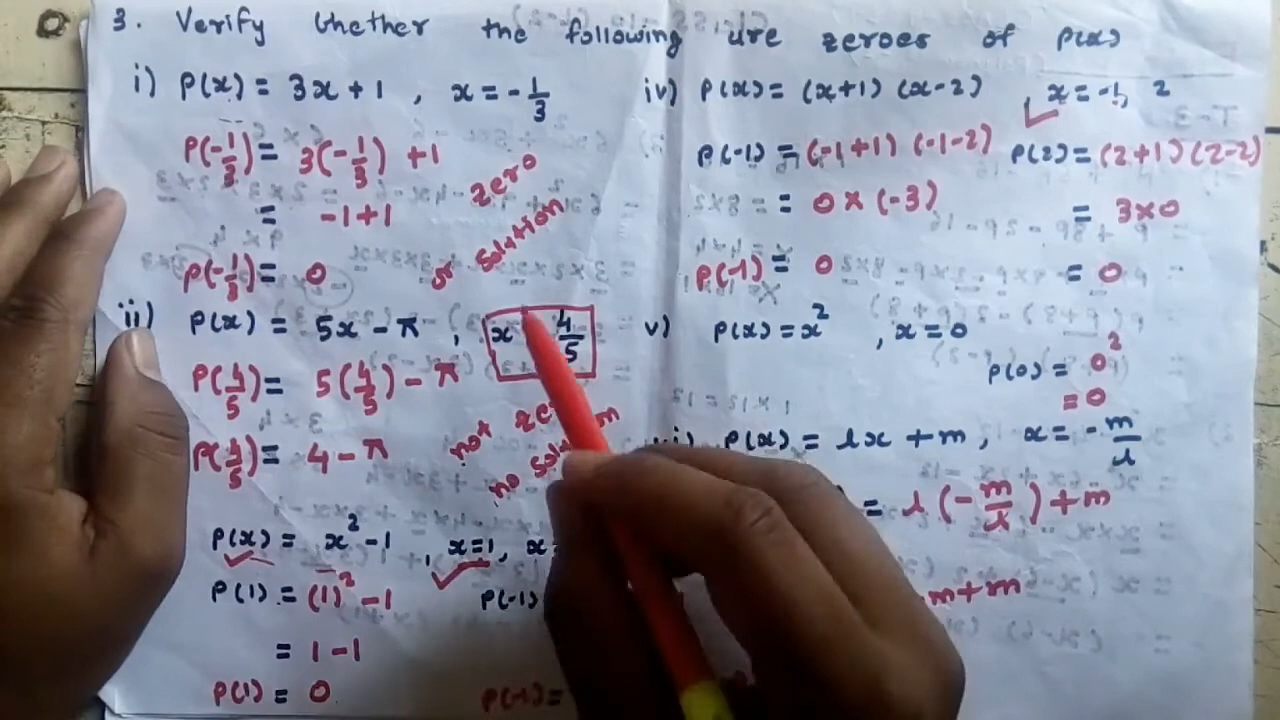 3. Verify whether the following are zeroes of P(x)
i) P(x) = 3x+1 , x = -1/3
P(-1/3) = 3(-1/3) +1
= -1+1
P(-1/3) = 0
zero
or solution
ii) P(x) = 5x - π , x 4/5
P(4/5) = 5(4/5) - π
P(4/5) = 4 - π
not
no
P(x) = x² - 1 , x=1, x=
P(1) = (1)² - 1
= 1 - 1
P(1) = 0
P(-1)
P(-1) =
iv) P(x) = (x+1) (x-2) x = -1, 2
P(-1) = (-1+1) (-1-2)
= 0 × (-3)
P(-1) = 0
P(2) = (2+1) (2-2)
= 3×0
= 0
v) P(x) = x² , x = 0
P(0) = 0²
= 0
P(x) = lx + m, x = -m/l
= l(-m/l) + m
m+m